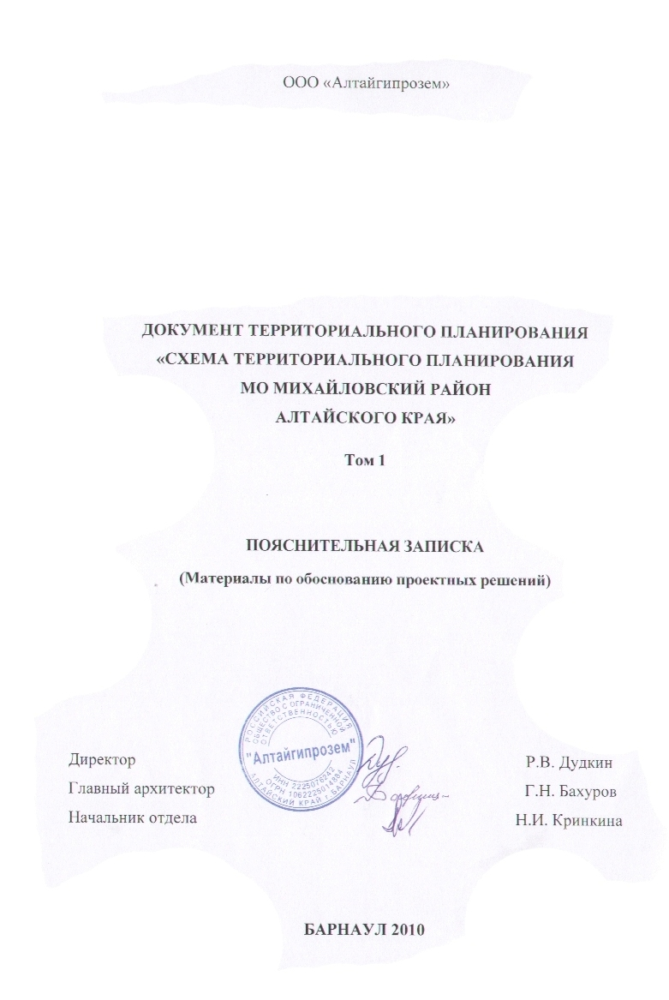 ООО «Алтайгипрозем»
ДОКУМЕНТ ТЕРРИТОРИАЛЬНОГО ПЛАНИРОВАНИЯ
«СХЕМА ТЕРРИТОРИАЛЬНОГО ПЛАНИРОВАНИЯ
МО МИХАЙЛОВСКИЙ РАЙОН
АЛТАЙСКОГО КРАЯ»
Том 1
ПОЯСНИТЕЛЬНАЯ ЗАПИСКА
(Материалы по обоснованию проектных решений)
РОССИЙСКАЯ ФЕДЕРАЦИЯ
ОБЩЕСТВО С ОГРАНИЧЕННОЙ
ОТВЕТСТВЕННОСТЬЮ
"Алтайгипрозем"
ИНН 2225076242
ОГРН 1062225014884
АЛТАЙСКИЙ КРАЙ г.БАРНАУЛ
Директор Р.В. Дудкин
Главный архитектор Г.Н. Бахуров
Начальник отдела Н.И. Кринкина
БАРНАУЛ 2010